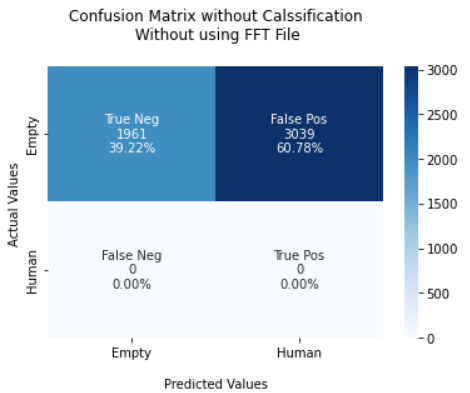 Confusion Matrix without Calssification
Without using FFT File
True Neg
1961
39.22%
False Pos
3039
60.78%
False Neg
0
0.00%
True Pos
0
0.00%
Empty
Human
Actual Values
Empty
Human
Predicted Values
3000
2500
2000
1500
1000
500
0